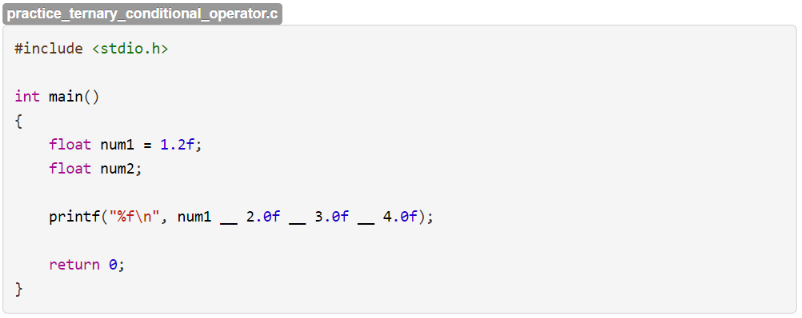 practice_ternary_conditional_operator.c
#include <stdio.h>
int main()
{
    float num1 = 1.2f;
    float num2;
    printf("%f\n", num1 __ 2.0f __ 3.0f __ 4.0f);
    return 0;
}